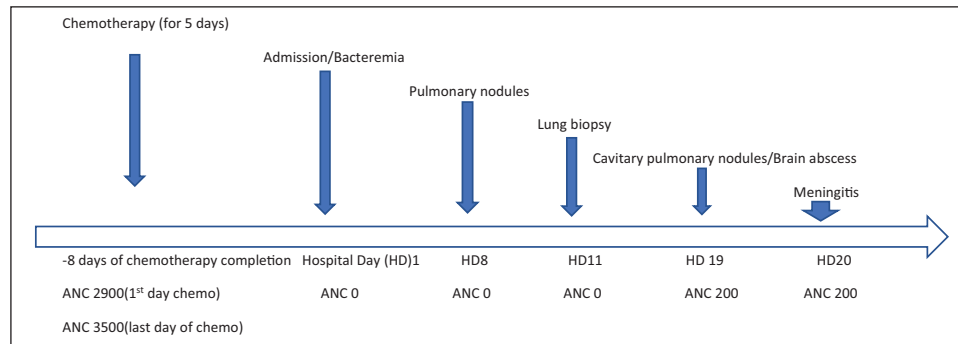 Chemotherapy (for 5 days)
Admission/Bacteremia
Pulmonary nodules
Lung biopsy
Cavitary pulmonary nodules/Brain abscess
Meningitis
-8 days of chemotherapy completion Hospital Day (HD)1 HD8 HD11 HD 19 HD20
ANC 2900(1st day chemo) ANC 0 ANC 0 ANC 0 ANC 200 ANC 200
ANC 3500(last day of chemo)